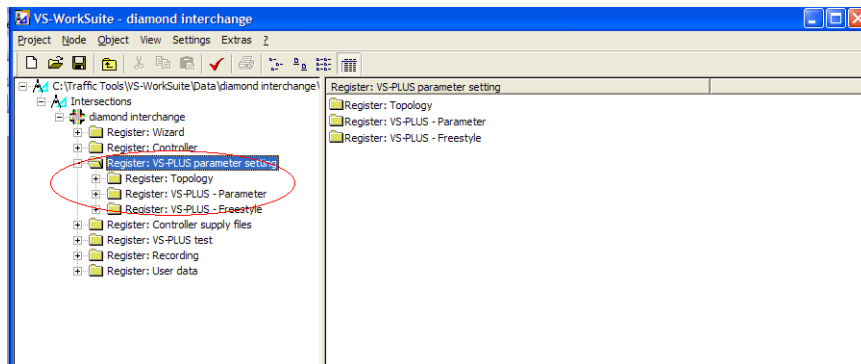 VS-WorkSuite - diamond interchange
Project Node Object View Settings Extras ?
C:\Traffic Tools\VS-WorkSuite\Data\diamond interchange\
Intersections
diamond interchange
Register: Wizard
Register: Controller
Register: VS-PLUS parameter setting
Register: Topology
Register: VS-PLUS - Parameter
Register: VS-PLUS - Freestyle
Register: Controller supply files
Register: VS-PLUS test
Register: Recording
Register: User data
Register: VS-PLUS parameter setting
Register: Topology
Register: VS-PLUS - Parameter
Register: VS-PLUS - Freestyle